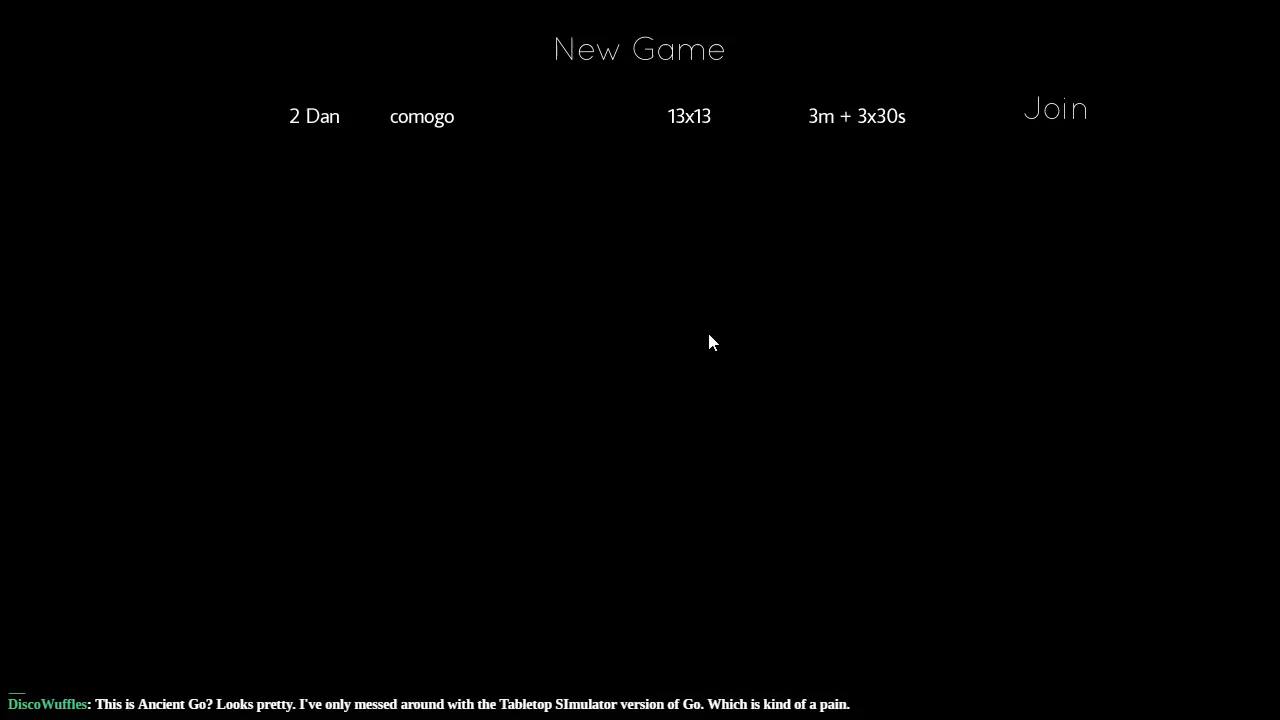 New Game
2 Dan comogo 13x13 3m + 3x30s Join
DiscoWuffles: This is Ancient Go? Looks pretty. I've only messed around with the Tabletop SImulator version of Go. Which is kind of a pain.